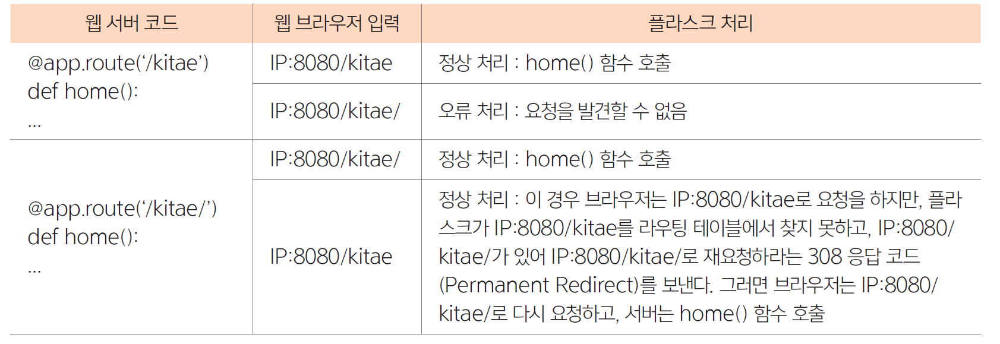 웹 서버 코드
웹 브라우저 입력
플라스크 처리
@app.route(‘/kitae’)
def home():
...
IP:8080/kitae
정상 처리 : home() 함수 호출
IP:8080/kitae/
오류 처리 : 요청을 발견할 수 없음
@app.route(‘/kitae/’)
def home():
...
IP:8080/kitae/
정상 처리 : home() 함수 호출
IP:8080/kitae
정상 처리 : 이 경우 브라우저는 IP:8080/kitae로 요청을 하지만, 플라
스크가 IP:8080/kitae를 라우팅 테이블에서 찾지 못하고, IP:8080/
kitae/가 있어 IP:8080/kitae/로 재요청하라는 308 응답 코드
(Permanent Redirect)를 보낸다. 그러면 브라우저는 IP:8080/
kitae/로 다시 요청하고, 서버는 home() 함수 호출